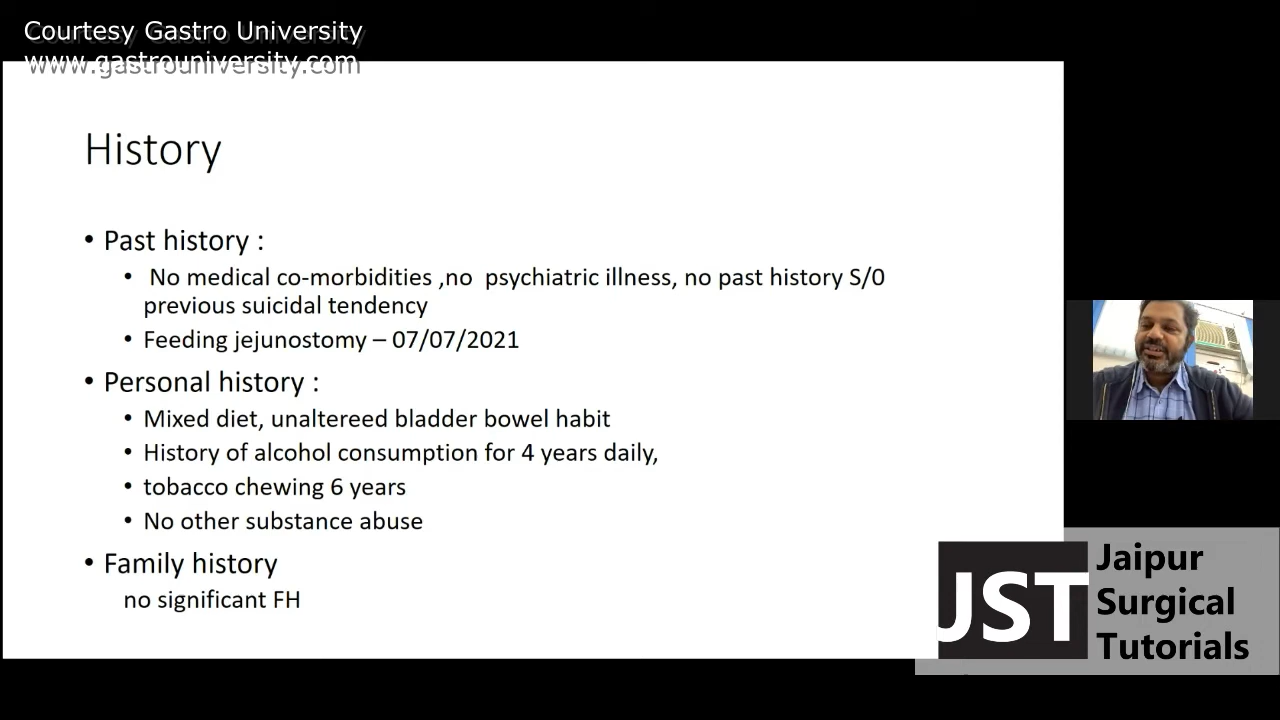 Courtesy Gastro University
www.gastrouniversity.com
History
• Past history :
• No medical co-morbidities ,no psychiatric illness, no past history S/0
previous suicidal tendency
• Feeding jejunostomy – 07/07/2021
• Personal history :
• Mixed diet, unaltereed bladder bowel habit
• History of alcohol consumption for 4 years daily,
• tobacco chewing 6 years
• No other substance abuse
• Family history
no significant FH
JST
Jaipur
Surgical
Tutorials